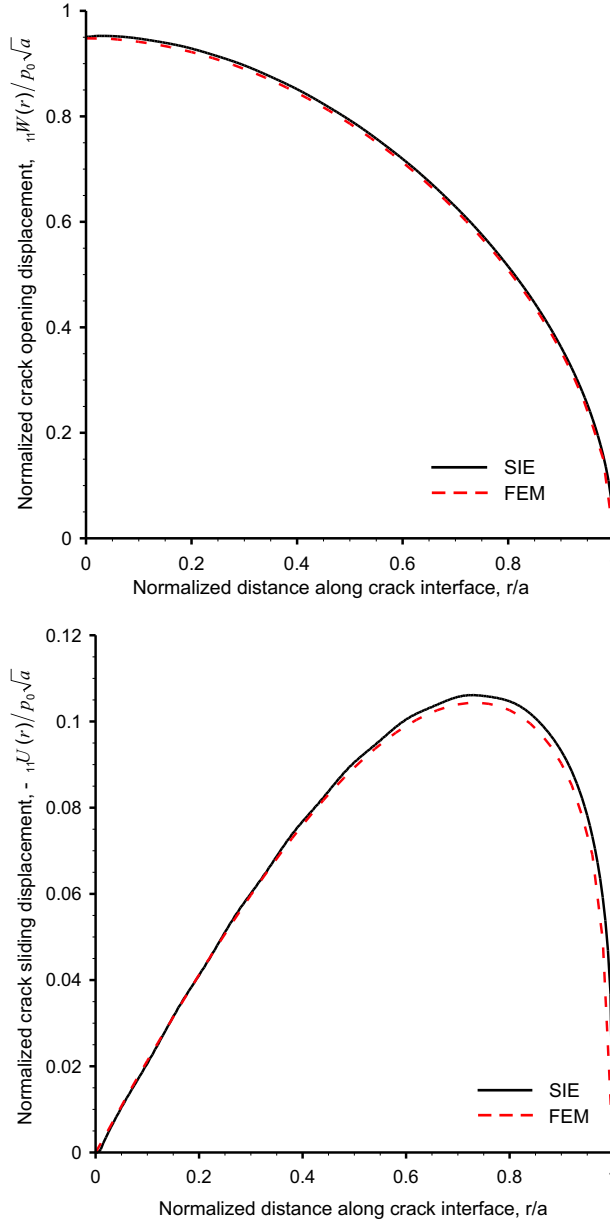 Normalized crack opening displacement, ₁₁W(r)/p₀√a
1
0.8
0.6
0.4
0.2
0
0
0.2
0.4
0.6
0.8
SIE
FEM
Normalized distance along crack interface, r/a
Normalized crack sliding displacement, - ₁₁U(r)/p₀√a
0.12
0.1
0.08
0.06
0.04
0.02
0
0
0.2
0.4
0.6
0.8
SIE
FEM
Normalized distance along crack interface, r/a